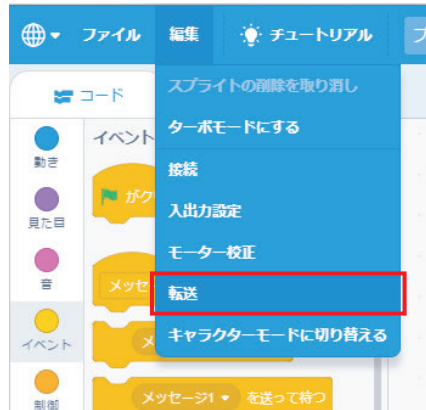 ファイル 編集 チュートリアル
コード
スプライトの削除を取り消し
ターボモードにする
接続
入出力設定
モーター校正
転送
キャラクターモードに切り替える
動き
見た目
音
イベント
制御
イベント
がク
メッセ
メッセージ1 を送って待つ